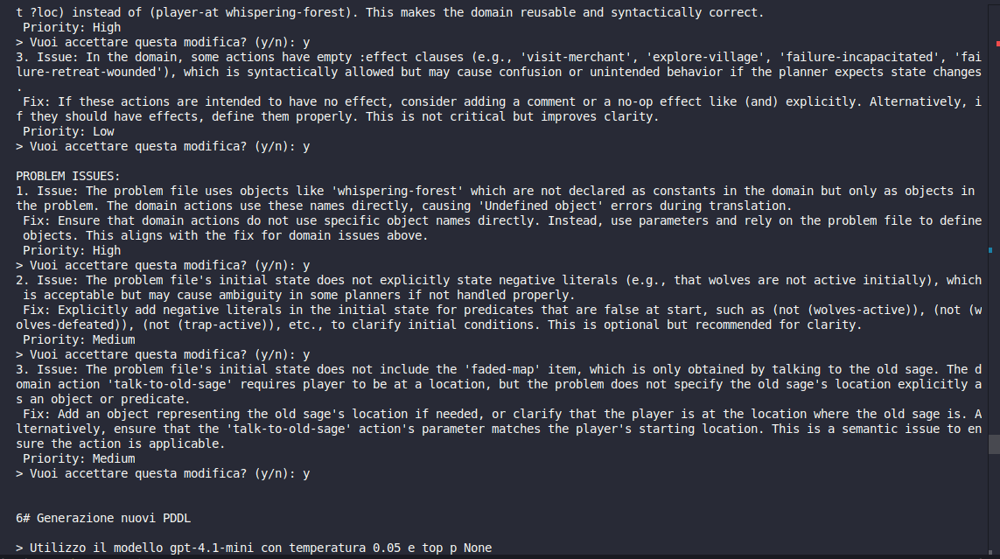 t ?loc) instead of (player-at whispering-forest). This makes the domain reusable and syntactically correct.
 Priority: High
> Vuoi accettare questa modifica? (y/n): y
3. Issue: In the domain, some actions have empty :effect clauses (e.g., 'visit-merchant', 'explore-village', 'failure-incapacitated', 'fai
lure-retreat-wounded'), which is syntactically allowed but may cause confusion or unintended behavior if the planner expects state changes
.
 Fix: If these actions are intended to have no effect, consider adding a comment or a no-op effect like (and) explicitly. Alternatively, i
f they should have effects, define them properly. This is not critical but improves clarity.
 Priority: Low
> Vuoi accettare questa modifica? (y/n): y

PROBLEM ISSUES:
1. Issue: The problem file uses objects like 'whispering-forest' which are not declared as constants in the domain but only as objects in 
the problem. The domain actions use these names directly, causing 'Undefined object' errors during translation.
 Fix: Ensure that domain actions do not use specific object names directly. Instead, use parameters and rely on the problem file to define
 objects. This aligns with the fix for domain issues above.
 Priority: High
> Vuoi accettare questa modifica? (y/n): y
2. Issue: The problem file's initial state does not explicitly state negative literals (e.g., that wolves are not active initially), which
 is acceptable but may cause ambiguity in some planners if not handled properly.
 Fix: Explicitly add negative literals in the initial state for predicates that are false at start, such as (not (wolves-active)), (not (w
olves-defeated)), (not (trap-active)), etc., to clarify initial conditions. This is optional but recommended for clarity.
 Priority: Medium
> Vuoi accettare questa modifica? (y/n): y
3. Issue: The problem file's initial state does not include the 'faded-map' item, which is only obtained by talking to the old sage. The d
omain action 'talk-to-old-sage' requires player to be at a location, but the problem does not specify the old sage's location explicitly a
s an object or predicate.
 Fix: Add an object representing the old sage's location if needed, or clarify that the player is at the location where the old sage is. A
lternatively, ensure that the 'talk-to-old-sage' action's parameter matches the player's starting location. This is a semantic issue to en
sure the action is applicable.
 Priority: Medium
> Vuoi accettare questa modifica? (y/n): y

6# Generazione nuovi PDDL

> Utilizzo il modello gpt-4.1-mini con temperatura 0.05 e top p None